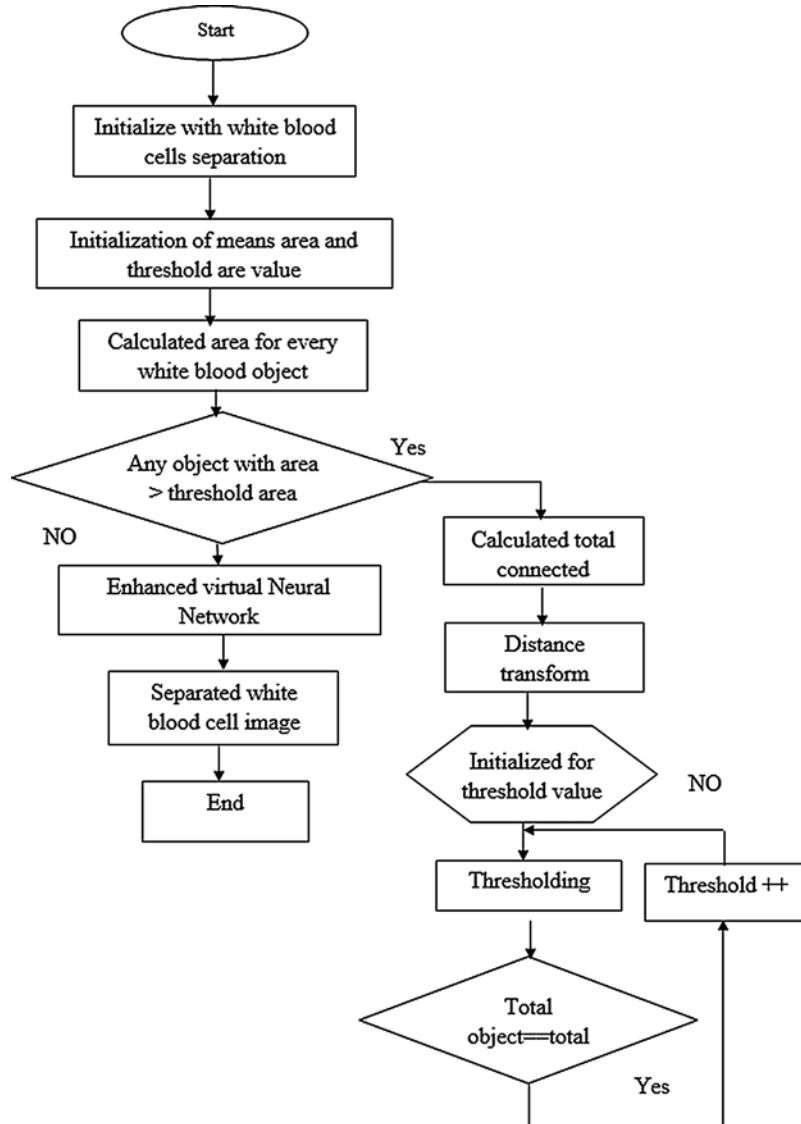 Start
Initialize with white blood
cells separation
Initialization of means area and
threshold are value
Calculated area for every
white blood object
Any object with area
> threshold area
Yes
NO
Enhanced virtual Neural
Network
Separated white
blood cell image
End
Calculated total
connected
Distance
transform
Initialized for
threshold value
NO
Thresholding
Threshold ++
Total
object==total
Yes